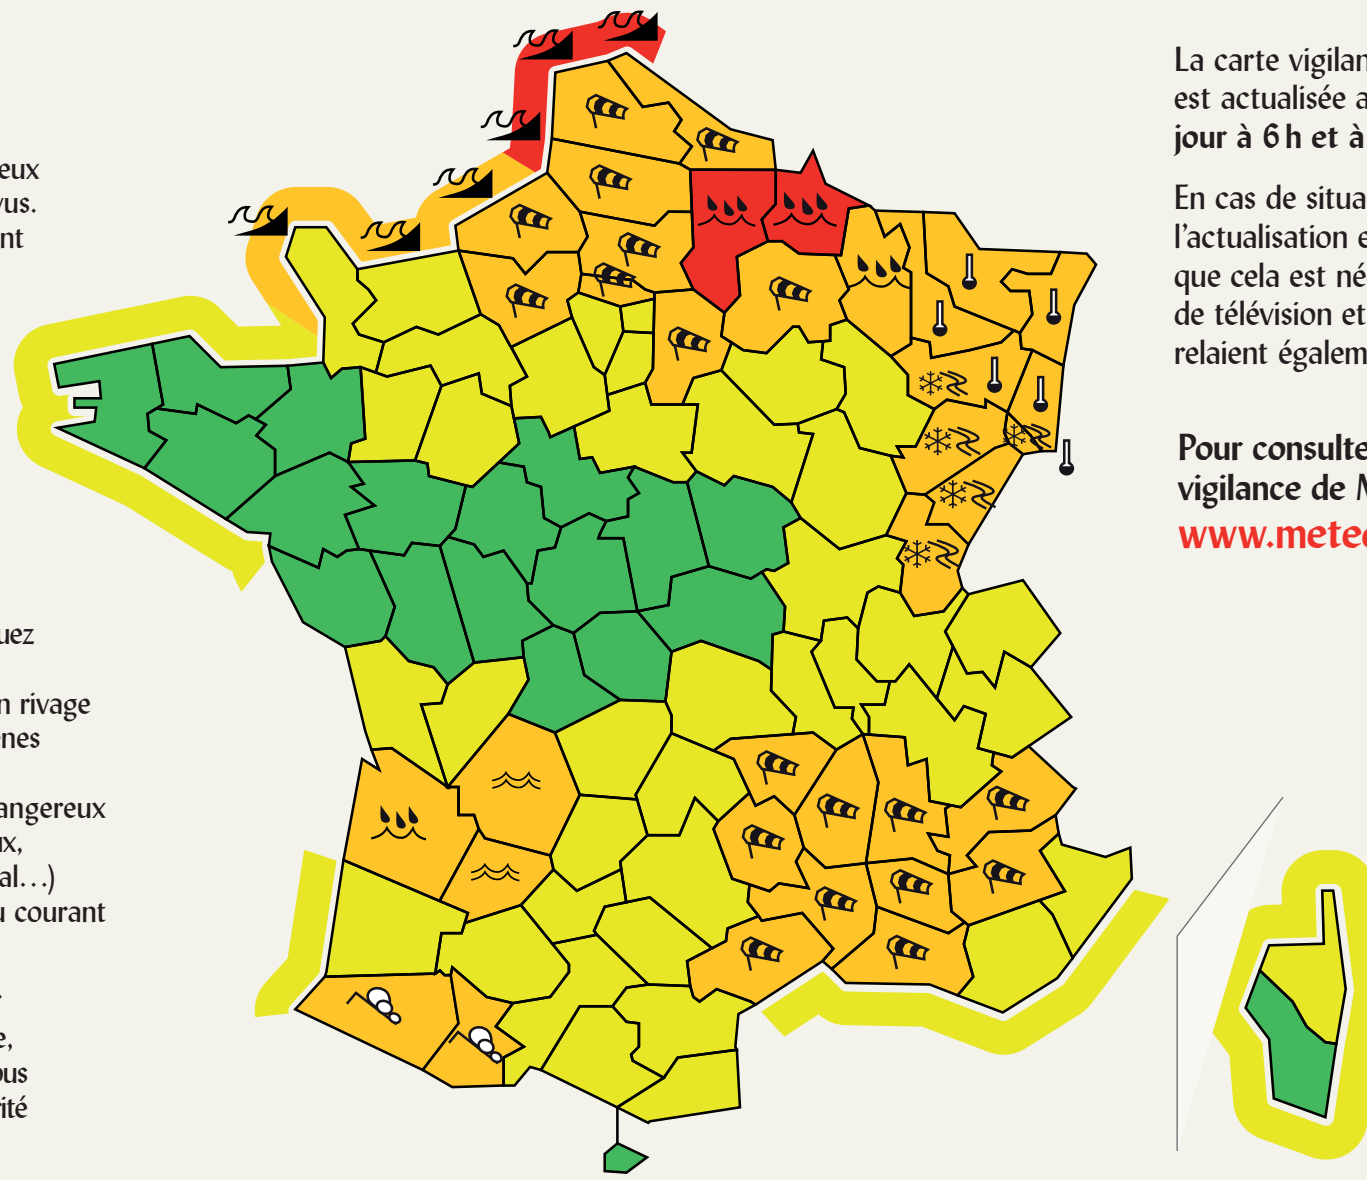 eux
vus.
nt
uez
n rivage
ènes
angereux
ux,
al…)
u courant
.
e,
ous
rité
La carte vigilan
est actualisée a
jour à 6 h et à
En cas de situa
l'actualisation e
que cela est né
de télévision et
relaient égalem
Pour consulte
vigilance de M
www.mete